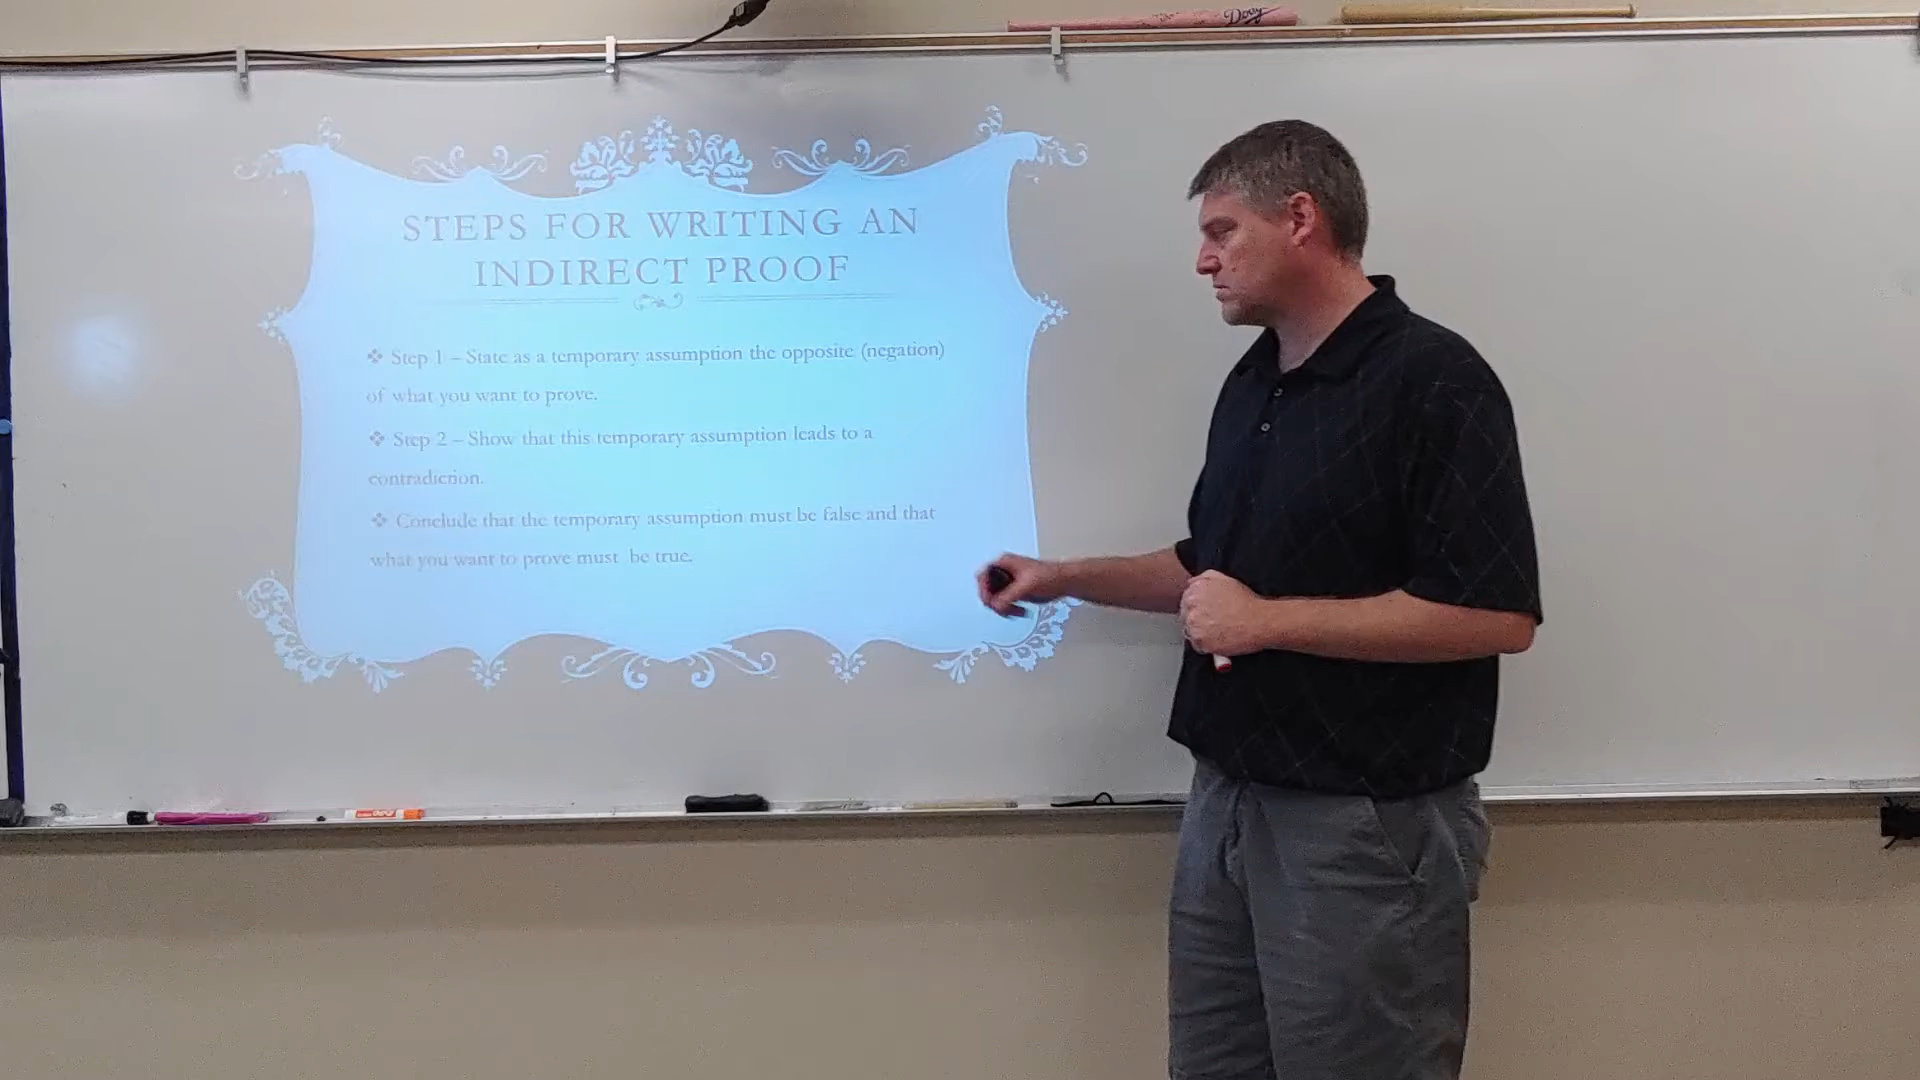 Doug
STEPS FOR WRITING AN
INDIRECT PROOF
❖ Step 1 – State as a temporary assumption the opposite (negation)
of what you want to prove.
❖ Step 2 – Show that this temporary assumption leads to a
contradiction.
❖ Conclude that the temporary assumption must be false and that
what you want to prove must be true.